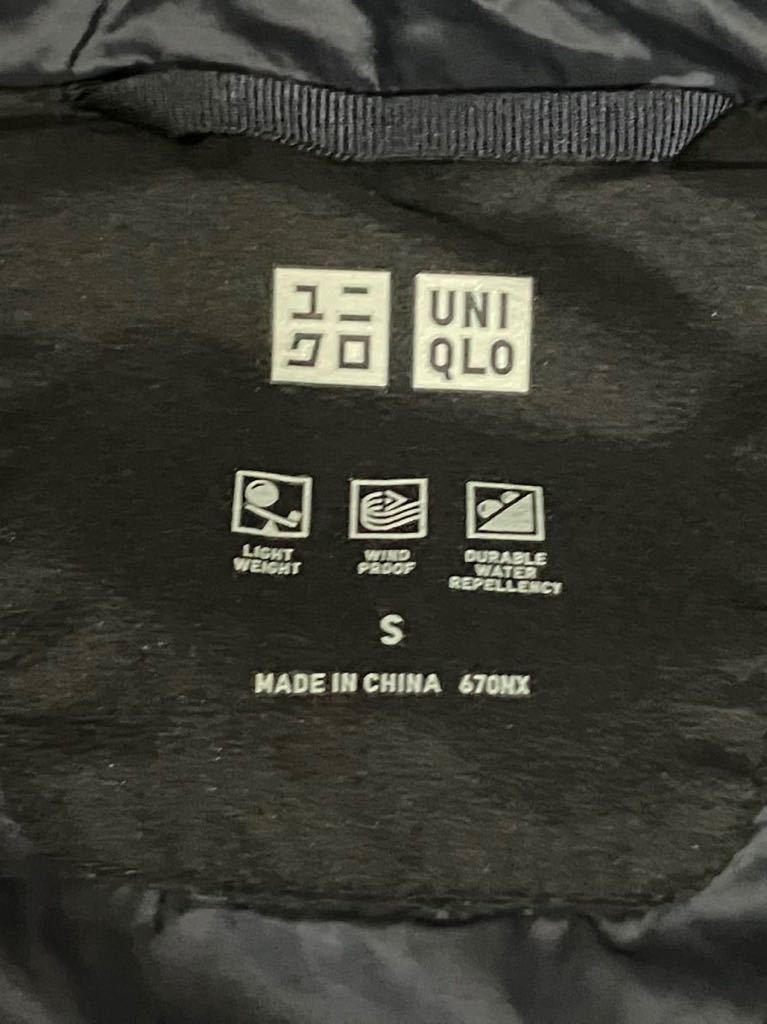 ユニ
クロ
UNI
QLO
LIGHT
WEIGHT
WIND
PROOF
DURABLE
WATER
REPELLENCY
S
MADE IN CHINA 670NX